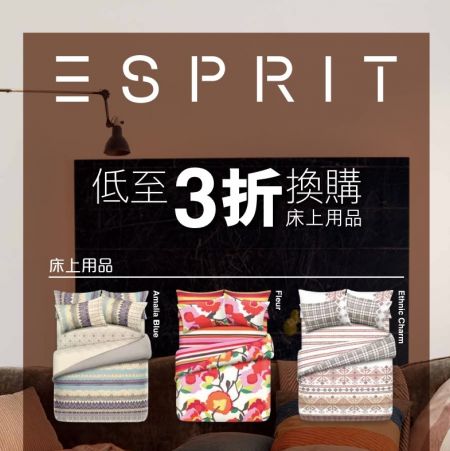 ESPRIT
低至3折換購
床上用品
床上用品
Amalia Blue
Fleur
Ethnic Charm